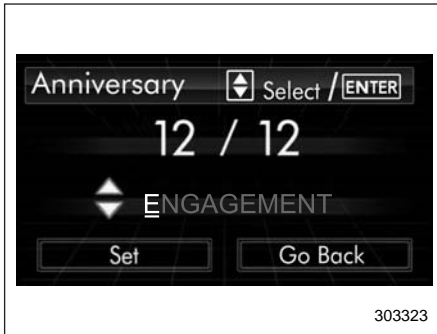 Anniversary Select / ENTER
12 / 12
ENGAGEMENT
Set Go Back
303323